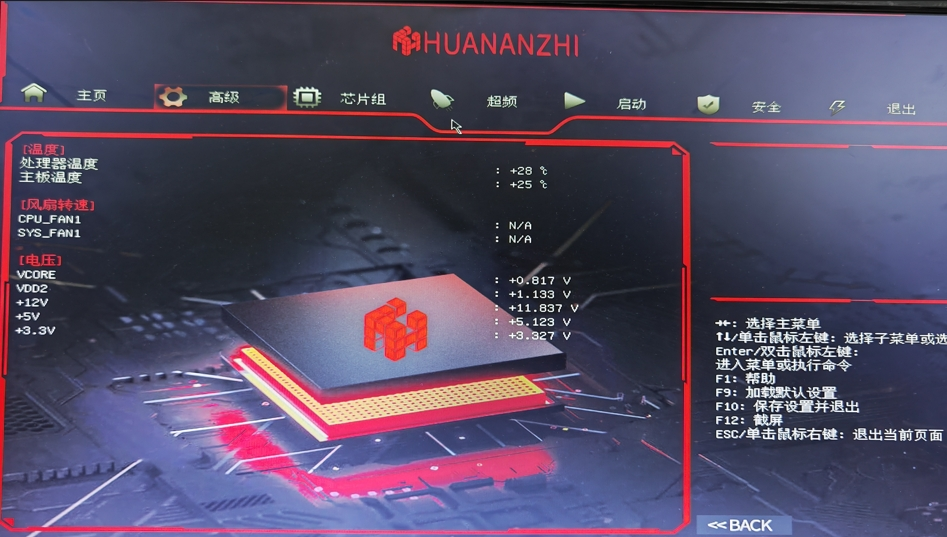 HUANANZHI
主页 高级 芯片组 超频 启动 安全 退出
[温度]
处理器温度 : +28 ℃
主板温度 : +25 ℃
[风扇转速]
CPU_FAN1 : N/A
SYS_FAN1 : N/A
[电压]
VCORE : +0.817 V
VDD2 : +1.133 V
+12V : +11.837 V
+5V : +5.123 V
+3.3V : +3.327 V
→←: 选择主菜单
↑↓/单击鼠标左键: 选择子菜单或选
Enter/双击鼠标左键:
进入菜单或执行命令
F1: 帮助
F9: 加载默认设置
F10: 保存设置并退出
F12: 截屏
ESC/单击鼠标右键: 退出当前页面
<<BACK